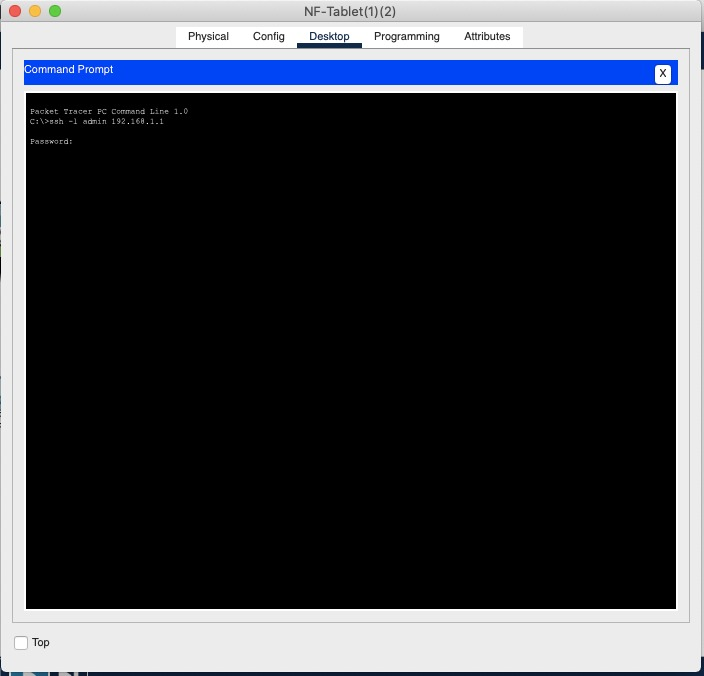 NF-Tablet(1)(2)
Physical Config Desktop Programming Attributes
Command Prompt
X
Packet Tracer PC Command Line 1.0
C:\>ssh -l admin 192.168.1.1
Password:
Top